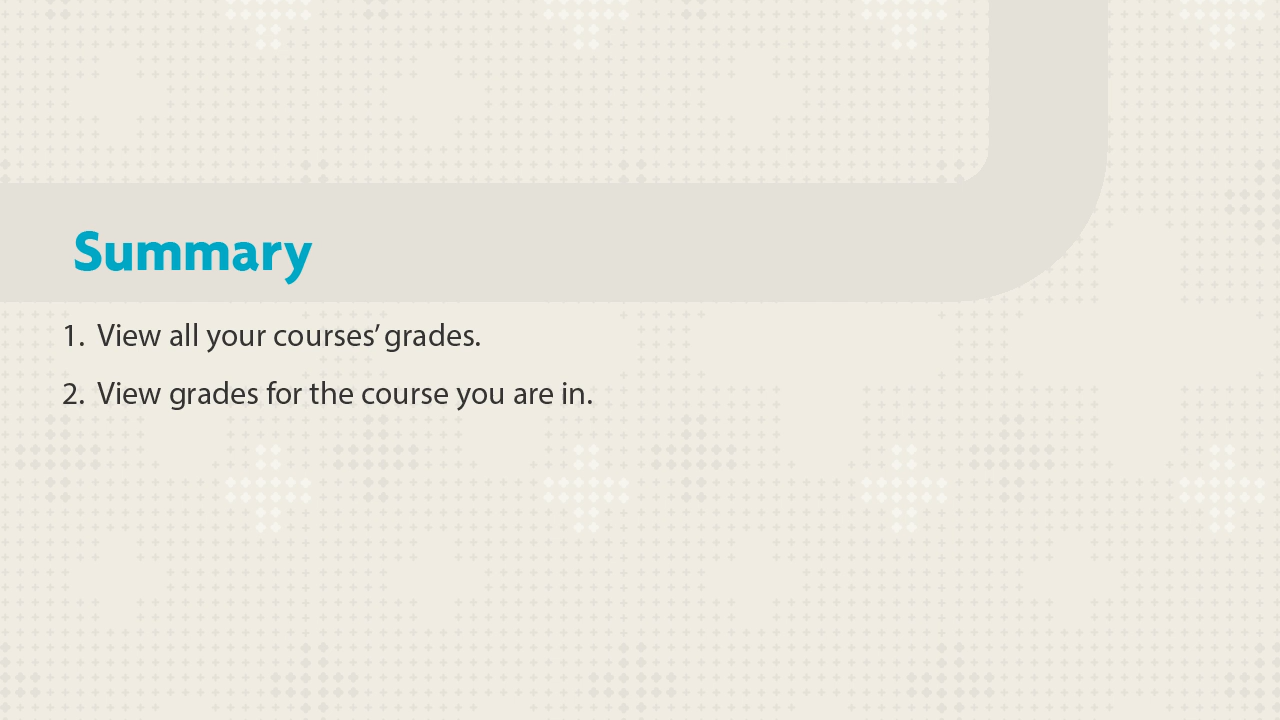 Summary
1. View all your courses’ grades.
2. View grades for the course you are in.